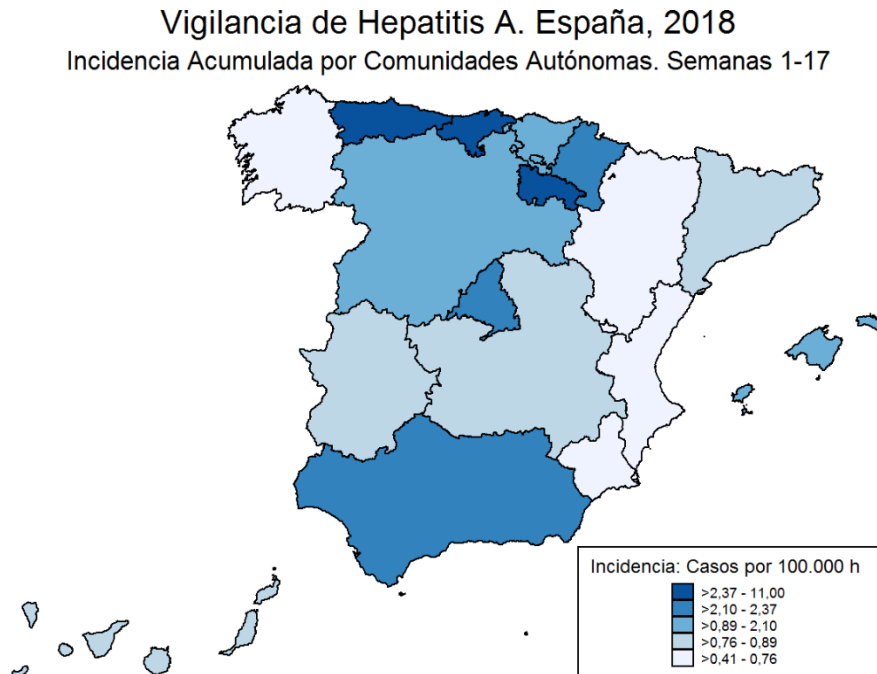 Vigilancia de Hepatitis A. España, 2018
Incidencia Acumulada por Comunidades Autónomas. Semanas 1-17
Incidencia: Casos por 100.000 h
>2,37 - 11,00
>2,10 - 2,37
>0,89 - 2,10
>0,76 - 0,89
>0,41 - 0,76